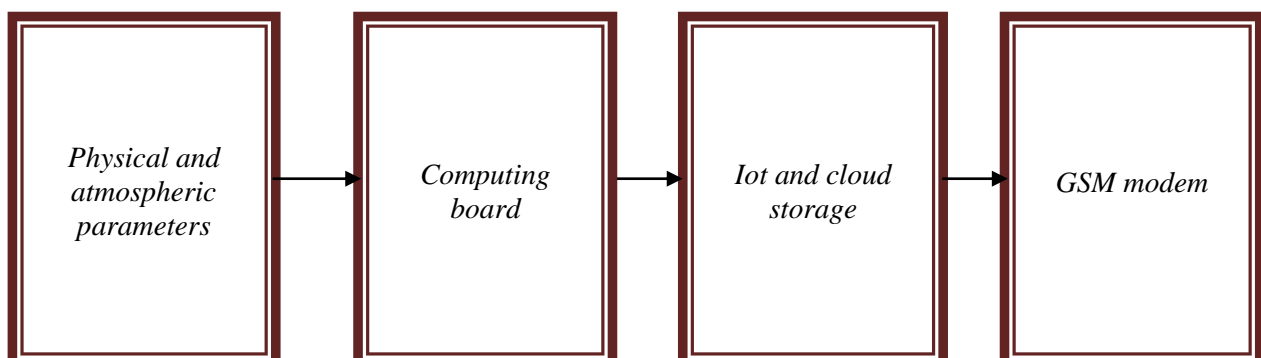 Physical and
atmospheric
parameters
Computing
board
Iot and cloud
storage
GSM modem